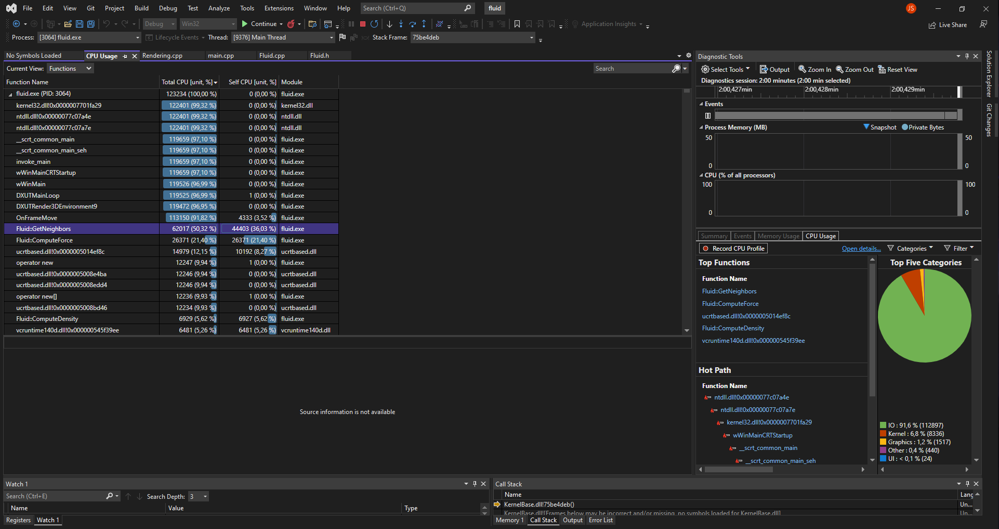 File Edit View Git Project Build Debug Test Analyze Tools Extensions Window Help Search (Ctrl+Q) fluid JS
Debug Win32 Continue Application Insights Live Share
Process: [3064] fluid.exe Lifecycle Events Thread: [9376] Main Thread Stack Frame: 75be4deb
No Symbols Loaded CPU Usage Rendering.cpp main.cpp Fluid.cpp Fluid.h
Current View: Functions Search
Function Name Total CPU [unit, %] Self CPU [unit, %] Module
fluid.exe (PID: 3064) 123234 (100,00 %) 0 (0,00 %) fluid.exe
kernel32.dll!0x0000007701fa29 122401 (99,32 %) 0 (0,00 %) kernel32.dll
ntdll.dll!0x00000077c07a4e 122401 (99,32 %) 0 (0,00 %) ntdll.dll
ntdll.dll!0x00000077c07a7e 122401 (99,32 %) 0 (0,00 %) ntdll.dll
__scrt_common_main 119659 (97,10 %) 0 (0,00 %) fluid.exe
__scrt_common_main_seh 119659 (97,10 %) 0 (0,00 %) fluid.exe
invoke_main 119659 (97,10 %) 0 (0,00 %) fluid.exe
wWinMainCRTStartup 119659 (97,10 %) 0 (0,00 %) fluid.exe
wWinMain 119526 (96,99 %) 0 (0,00 %) fluid.exe
DXUTMainLoop 119525 (96,99 %) 1 (0,00 %) fluid.exe
DXUTRender3DEnvironment9 119472 (96,95 %) 0 (0,00 %) fluid.exe
OnFrameMove 113150 (91,82 %) 4333 (3,52 %) fluid.exe
Fluid::GetNeighbors 62017 (50,32 %) 44403 (36,03 %) fluid.exe
Fluid::ComputeForce 26371 (21,40 %) 26371 (21,40 %) fluid.exe
ucrtbased.dll!0x0000005014ef8c 14979 (12,15 %) 10192 (8,27 %) ucrtbased.dll
operator new 12247 (9,94 %) 1 (0,00 %) fluid.exe
ucrtbased.dll!0x0000005008e4ba 12246 (9,94 %) 0 (0,00 %) ucrtbased.dll
ucrtbased.dll!0x0000005008edd4 12246 (9,94 %) 0 (0,00 %) ucrtbased.dll
operator new[] 12236 (9,93 %) 1 (0,00 %) fluid.exe
ucrtbased.dll!0x0000005008bd46 12234 (9,93 %) 0 (0,00 %) ucrtbased.dll
Fluid::ComputeDensity 6929 (5,62 %) 6927 (5,62 %) fluid.exe
vcruntime140d.dll!0x000000545f39ee 6481 (5,26 %) 6481 (5,26 %) vcruntime140d.dll
Source information is not available
Diagnostic Tools
Select Tools Output Zoom In Zoom Out Reset View
Diagnostics session: 2:00 minutes (2:00 min selected)
2:00,427min 2:00,428min 2:00,429min
Events
Process Memory (MB) Snapshot Private Bytes
50 50
0 0
CPU (% of all processors)
100 100
0 0
Summary Events Memory Usage CPU Usage
Record CPU Profile Open details... Categories Filter
Top Functions
Function Name
Fluid::GetNeighbors
Fluid::ComputeForce
ucrtbased.dll!0x0000005014ef8c
Fluid::ComputeDensity
vcruntime140d.dll!0x000000545f39ee
Hot Path
Function Name
ntdll.dll!0x00000077c07a4e
ntdll.dll!0x00000077c07a7e
kernel32.dll!0x0000007701fa29
wWinMainCRTStartup
__scrt_common_main
__scrt_common_main_seh
Top Five Categories
IO : 91,6 % (112897)
Kernel : 6,8 % (8336)
Graphics : 1,2 % (1517)
Other : 0,4 % (440)
UI : < 0,1 % (24)
Solution Explorer
Git Changes
Watch 1
Search (Ctrl+E) Search Depth: 3
Name Value Type
Registers Watch 1
Call Stack
Name Lang
KernelBase.dll!75be4deb() Un...
KernelBase.dll![Frames below may be incorrect and/or missing, no symbols loaded for KernelBase.dll] Un...
Memory 1 Call Stack Output Error List